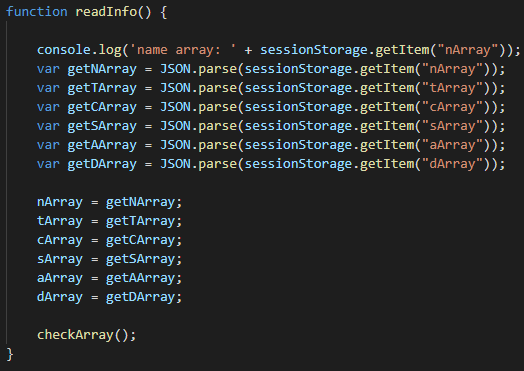 function readInfo() {
console.log('name array: ' + sessionStorage.getItem("nArray"));
var getNArray = JSON.parse(sessionStorage.getItem("nArray"));
var getTArray = JSON.parse(sessionStorage.getItem("tArray"));
var getCArray = JSON.parse(sessionStorage.getItem("cArray"));
var getSArray = JSON.parse(sessionStorage.getItem("sArray"));
var getAArray = JSON.parse(sessionStorage.getItem("aArray"));
var getDArray = JSON.parse(sessionStorage.getItem("dArray"));
nArray = getNArray;
tArray = getTArray;
cArray = getCArray;
sArray = getSArray;
aArray = getAArray;
dArray = getDArray;
checkArray();
}